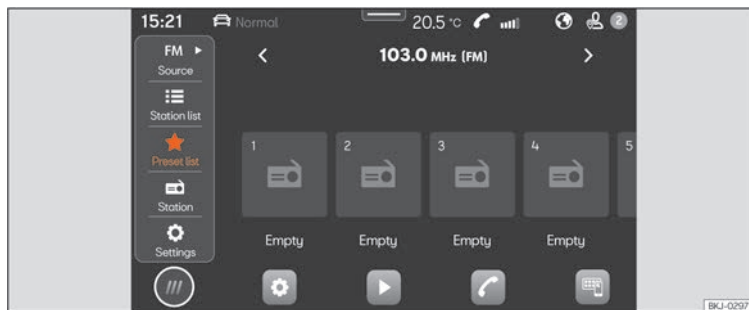 15:21 Normal 20.5 °C 2
FM
Source
103.0 MHz (FM)
Station list
Preset list
1 2 3 4 5
Station
Empty Empty Empty Empty
Settings
BKJ-0297